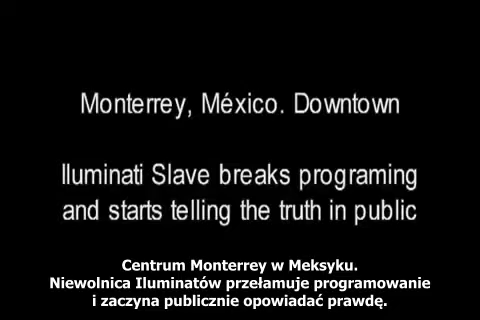 Monterrey, México. Downtown
Iluminati Slave breaks programing
and starts telling the truth in public
Centrum Monterrey w Meksyku.
Niewolnica Iluminatów przełamuje programowanie
i zaczyna publicznie opowiadać prawdę.